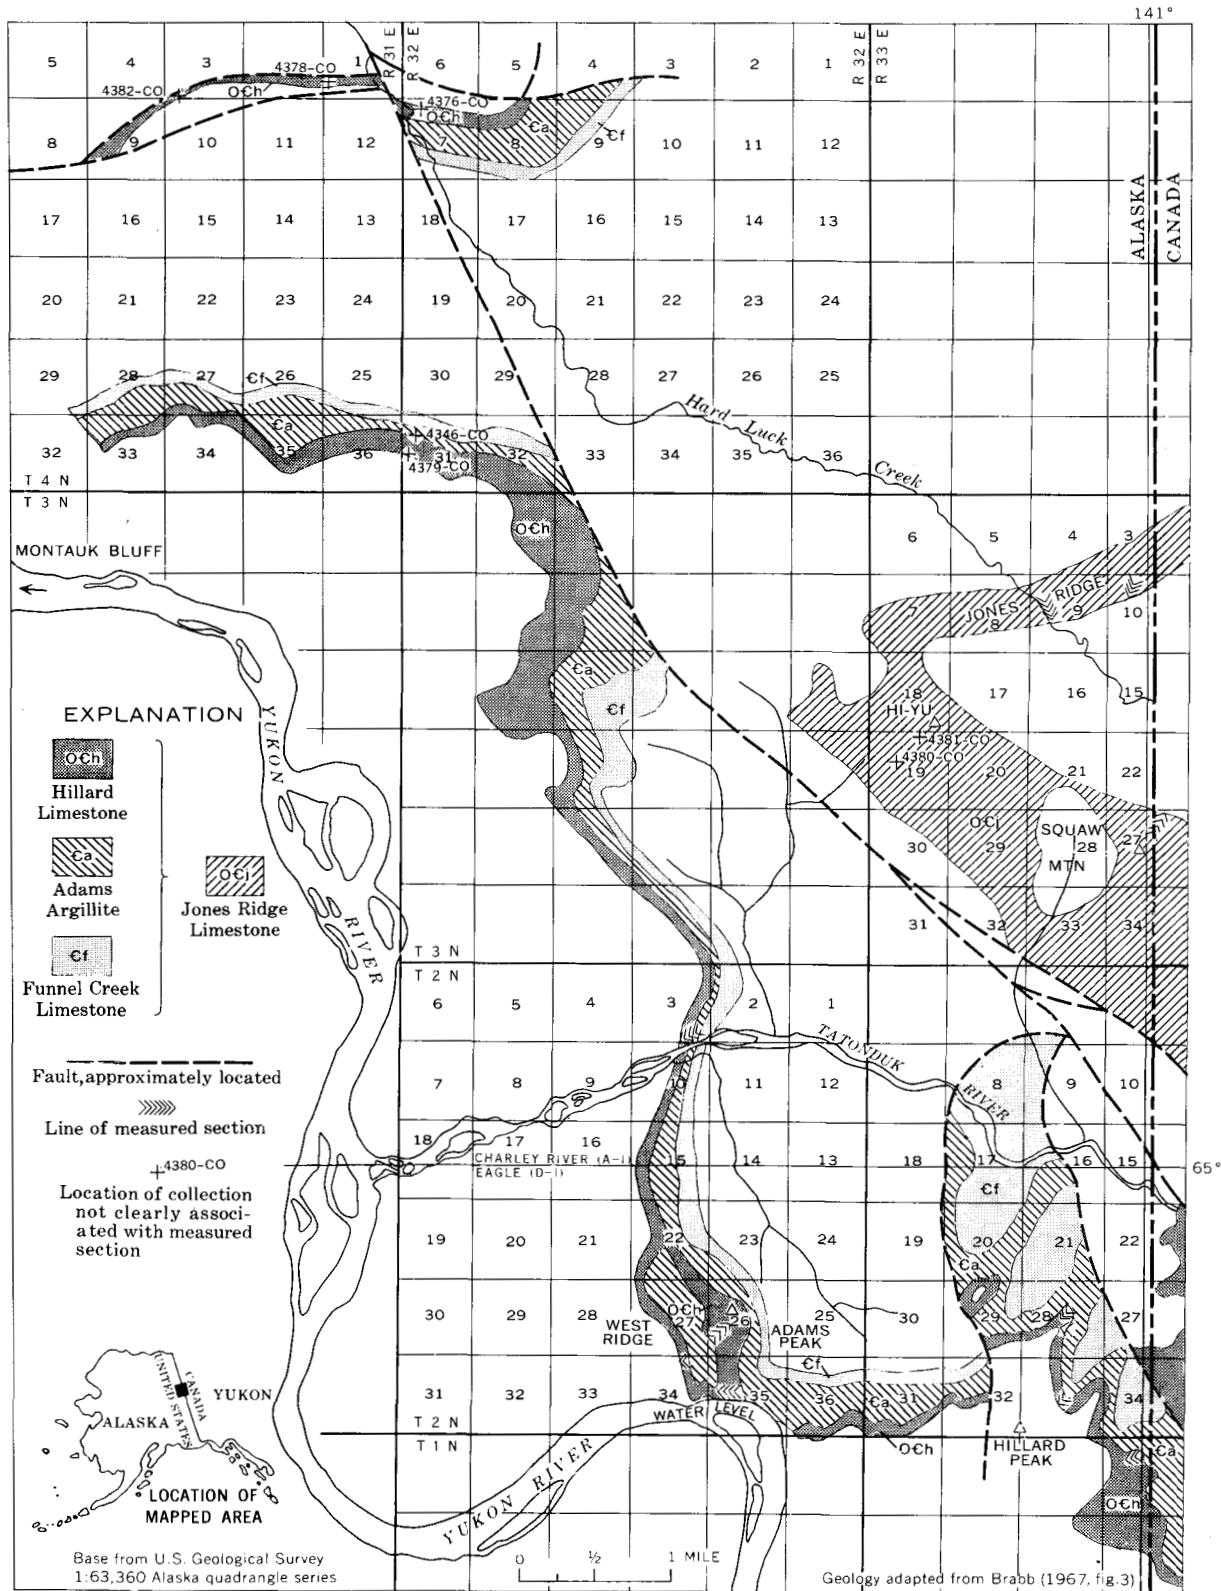 141°
R 31 E
R 32 E
R 32 E
R 33 E
5 4 3 1 6 5 4 3 2 1
4378-CO
4382-CO
OЄh
4376-CO
OЄh
Єa
Єf
8 9 10 11 12 7 8 9 10 11 12
ALASKA
CANADA
17 16 15 14 13 18 17 16 15 14 13
20 21 22 23 24 19 20 21 22 23 24
29 28 27 26 25 30 29 28 27 26 25
Єf
Hard Luck Creek
Єa
4346-CO
4379-CO
32 33 34 35 36 31 32 33 34 35 36
T 4 N
T 3 N
OЄh
6 5 4 3
MONTAUK BLUFF
JONES RIDGE
7 8 9 10
Єa
18 17 16 15
HI-YU
Єf
4381-CO
4380-CO
19 20 21 22
YUKON RIVER
OЄj
SQUAW MTN
30 29 28 27
31 32 33 34
EXPLANATION
OЄh
Hillard
Limestone
Єa
Adams
Argillite
Єf
Funnel Creek
Limestone
OЄj
Jones Ridge
Limestone
Fault, approximately located
Line of measured section
4380-CO
Location of collection
not clearly associ-
ated with measured
section
T 3 N
T 2 N
6 5 4 3 2 1
TATONDUK RIVER
7 8 9 10 11 12 8 9 10
18 17 16 15 14 13 18 17 16 15
CHARLEY RIVER (A-1)
EAGLE (D-1)
65°
Єf
19 20 21 22 23 24 19 20 21 22
Єa
30 29 28 27 26 25 30 29 28 27
OЄh
WEST
RIDGE
ADAMS
PEAK
Єf
31 32 33 34 35 36 31 32 34
Єa
WATER LEVEL
T 2 N
T 1 N
OЄh
HILLARD
PEAK
Єa
OЄh
YUKON RIVER
UNITED STATES
CANADA
YUKON
ALASKA
LOCATION OF
MAPPED AREA
Base from U.S. Geological Survey
1:63,360 Alaska quadrangle series
0 ½ 1 MILE
Geology adapted from Brabb (1967, fig.3)